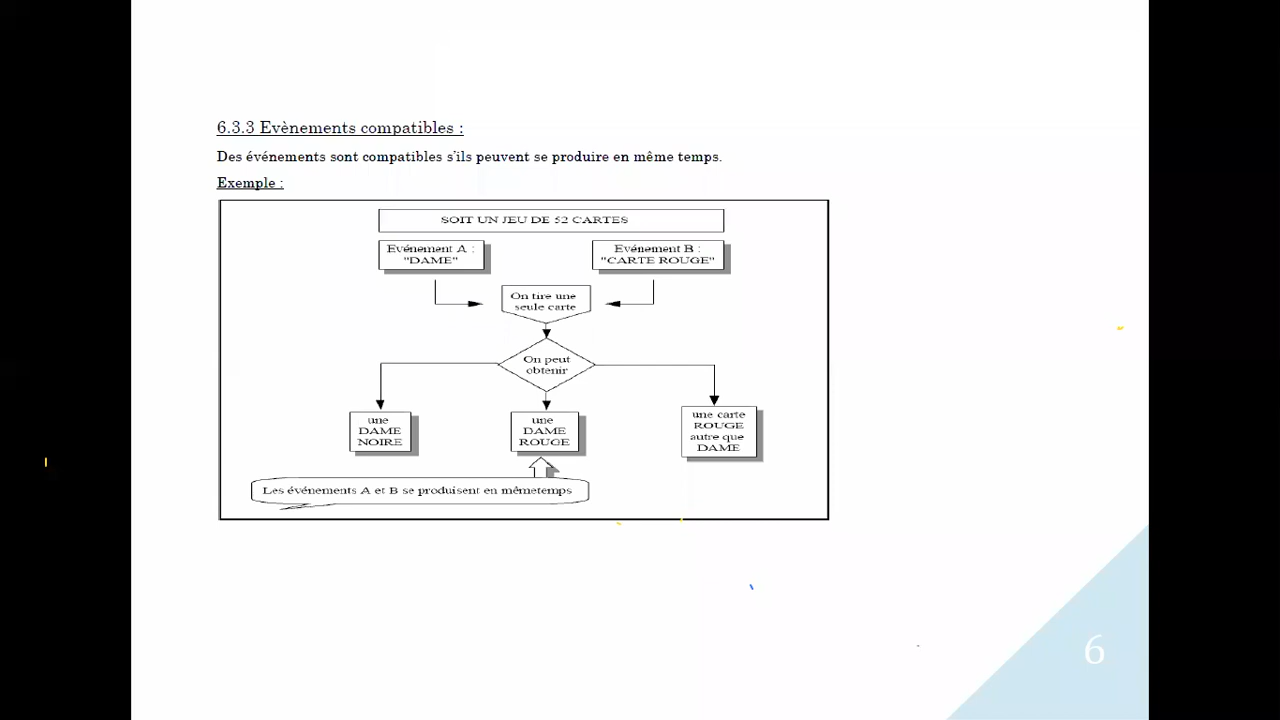 6.3.3 Evènements compatibles :
Des événements sont compatibles s'ils peuvent se produire en même temps.
Exemple :
SOIT UN JEU DE 52 CARTES
Evénement A :
"DAME"
Evénement B :
"CARTE ROUGE"
On tire une
seule carte
On peut
obtenir
une
DAME
NOIRE
une
DAME
ROUGE
une carte
ROUGE
autre que
DAME
Les événements A et B se produisent en mêmetemps
6